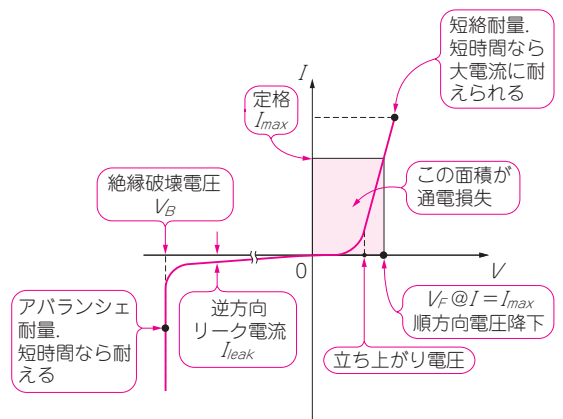 短絡耐量.
短時間なら
大電流に耐
えられる
I
定格
Imax
絶縁破壊電圧
VB
この面積が
通電損失
0
V
アバランシェ
耐量.
短時間なら耐
える
逆方向
リーク電流
Ileak
VF @I = Imax
順方向電圧降下
立ち上がり電圧